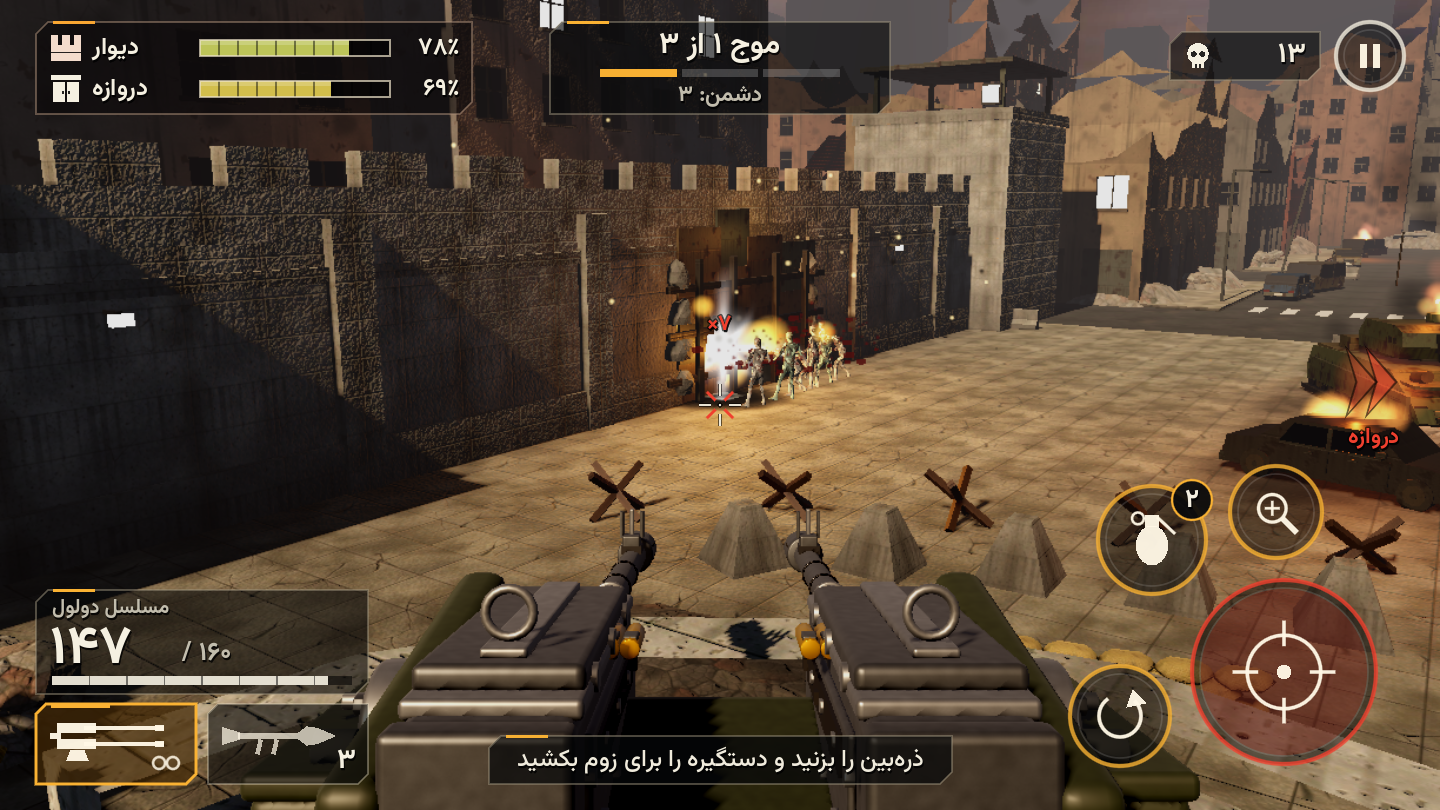 دیوار ۷۸٪
دروازه ۶۹٪
موج ۱ از ۳
دشمن: ۳
۱۳
×۷
دروازه
۲
مسلسل دولول
۱۴۷ / ۱۶۰
∞
۳
ذره‌بین را بزنید و دستگیره را برای زوم بکشید